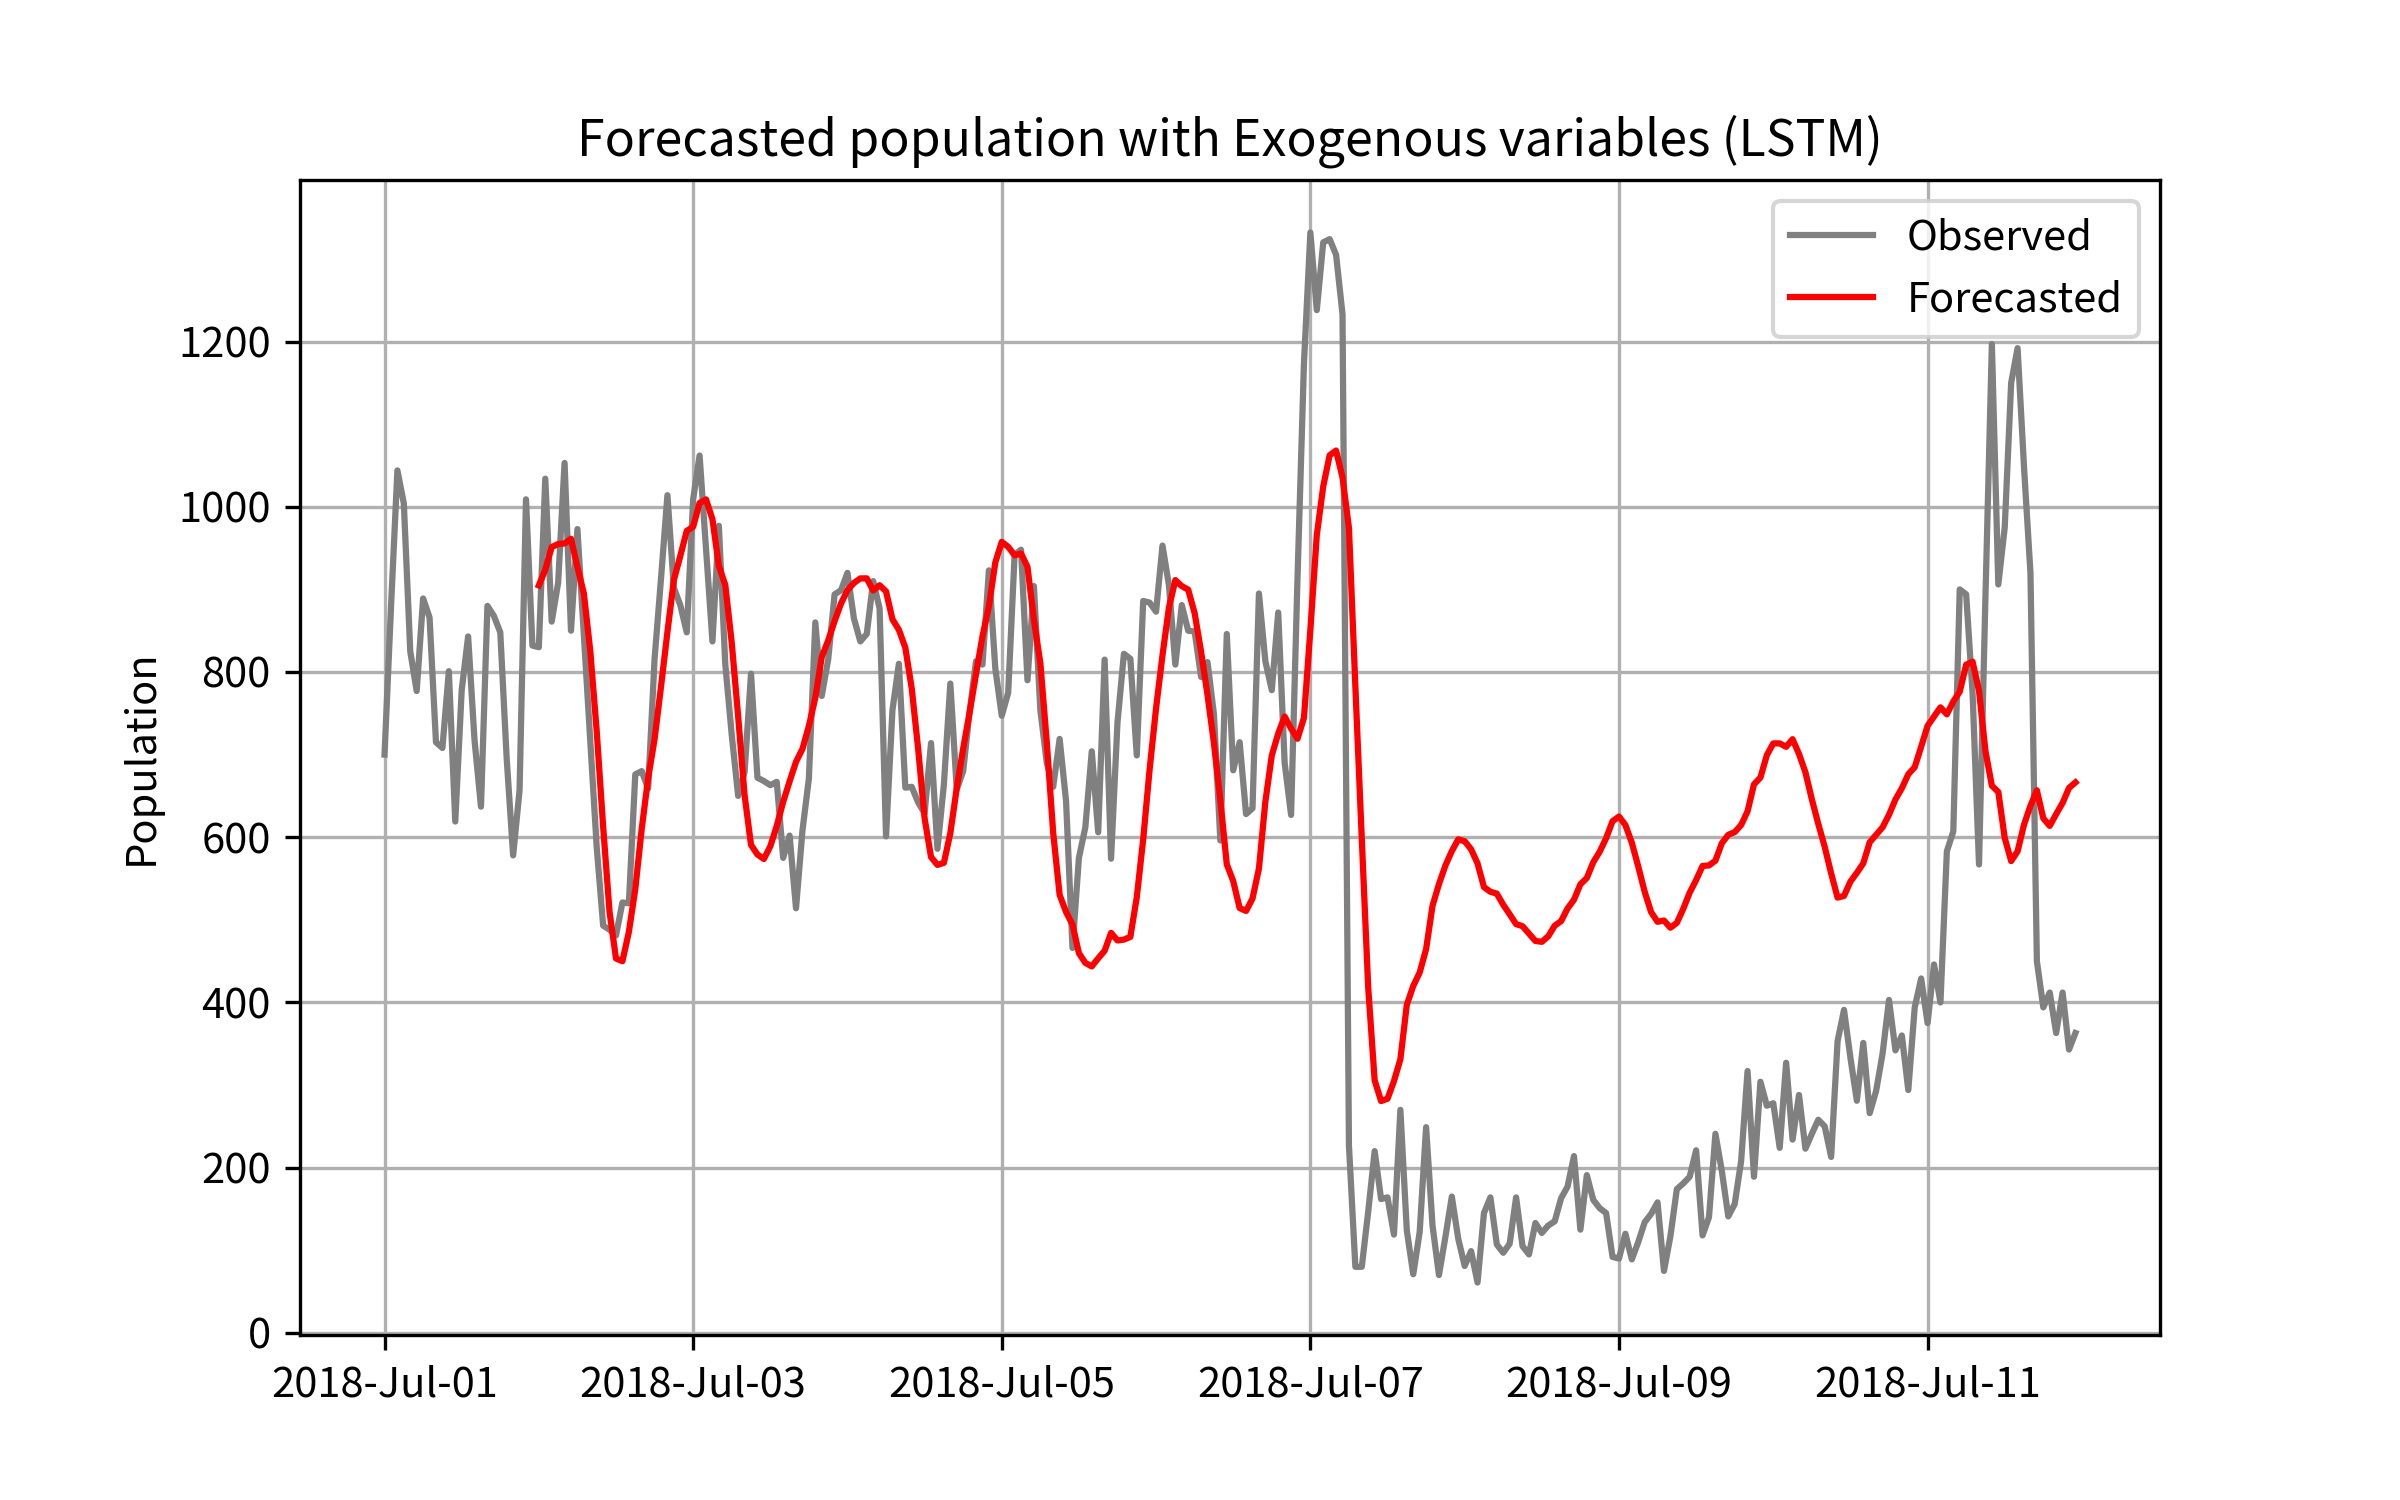 Forecasted population with Exogenous variables (LSTM)
Observed
Forecasted
Population
1200
1000
800
600
400
200
0
2018-Jul-01 2018-Jul-03 2018-Jul-05 2018-Jul-07 2018-Jul-09 2018-Jul-11